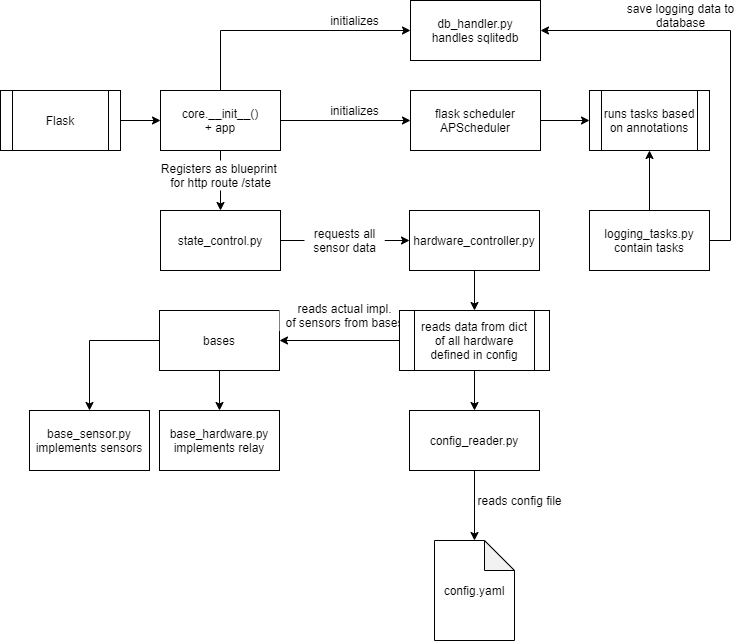 save logging data to
database
initializes
db_handler.py
handles sqlitedb
Flask
core.__init__()
+ app
initializes
flask scheduler
APScheduler
runs tasks based
on annotations
Registers as blueprint
for http route /state
state_control.py
requests all
sensor data
hardware_controller.py
logging_tasks.py
contain tasks
reads actual impl.
of sensors from bases
bases
reads data from dict
of all hardware
defined in config
base_sensor.py
implements sensors
base_hardware.py
implements relay
config_reader.py
reads config file
config.yaml